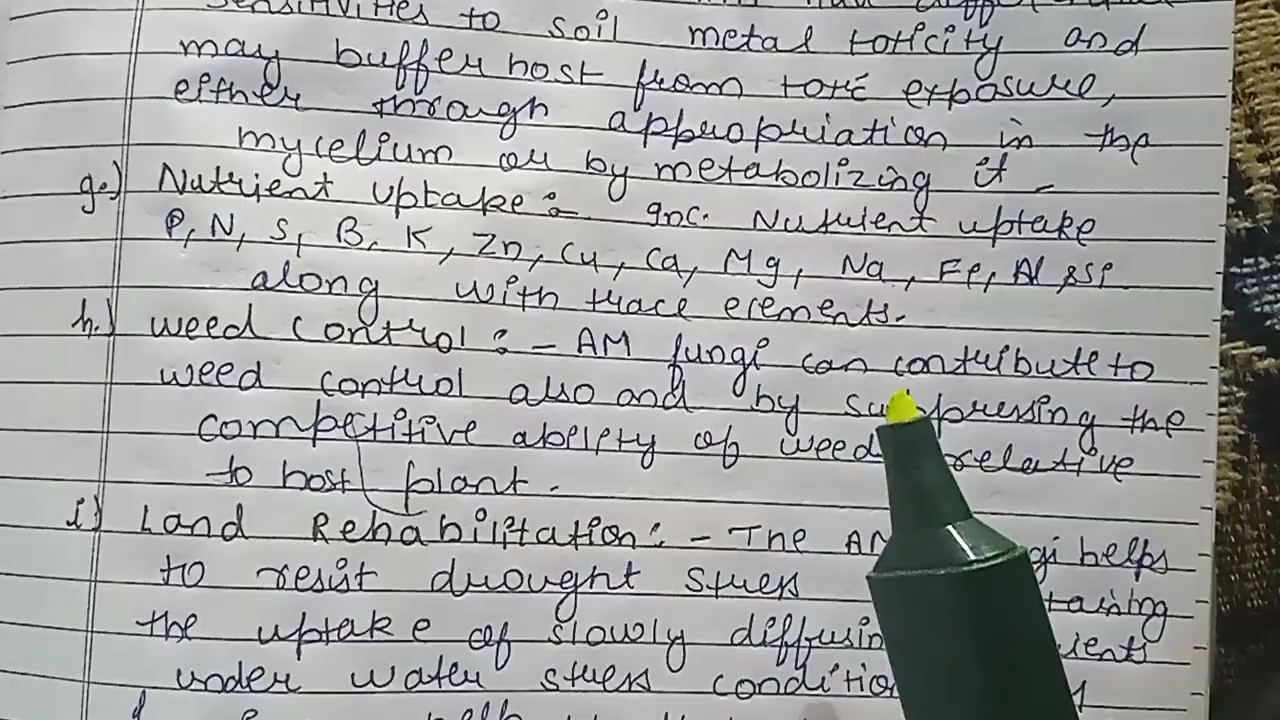 sensitivities to soil metal toxicity and
may buffer host from toxic exposure,
either through appropriation in the
mycelium or by metabolizing it -
g.) Nutrient uptake :- Inc. Nutrient uptake
P, N, S, B, K, Zn, Cu, Ca, Mg, Na, Fe, Al & Si
along with trace elements.
h.) weed control :- AM fungi can contribute to
weed control also and by suppressing the
competitive ability of weed relative
to host plant.
i) Land Rehabilitation :- The helps
to resist drought stress
the uptake of slowly
under water stress